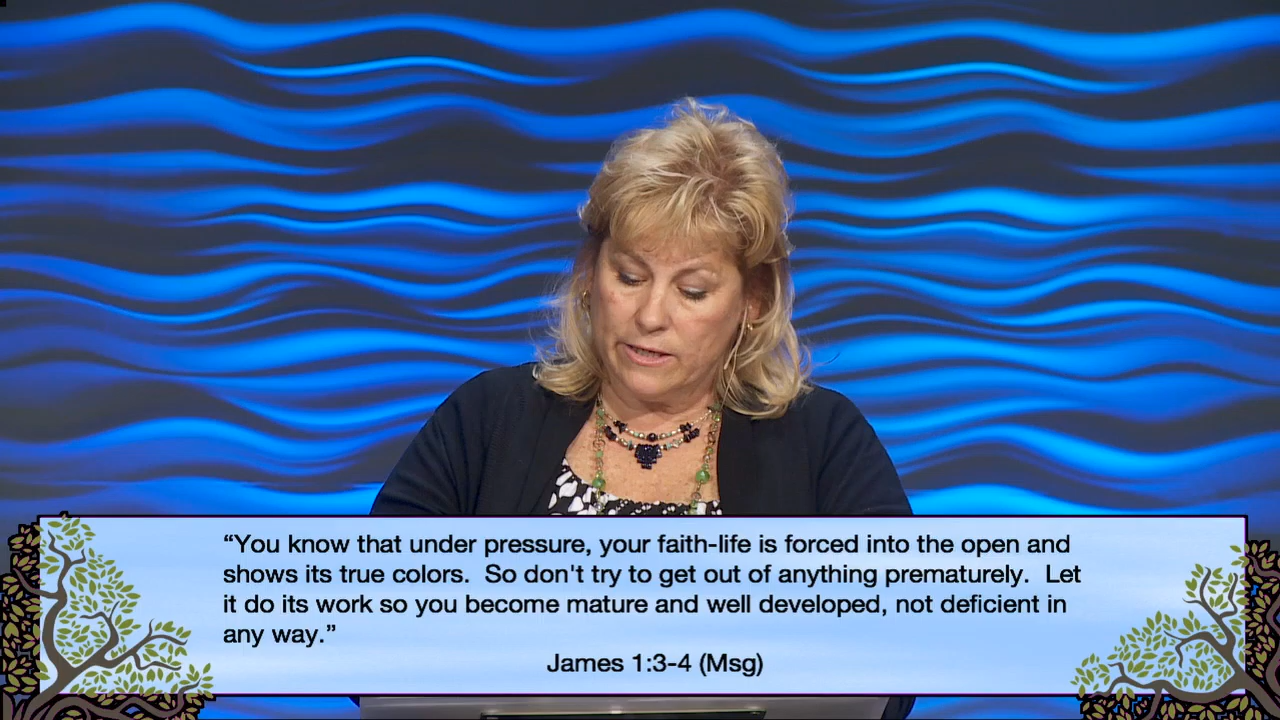 “You know that under pressure, your faith-life is forced into the open and
shows its true colors.  So don't try to get out of anything prematurely.  Let
it do its work so you become mature and well developed, not deficient in
any way.”
James 1:3-4 (Msg)